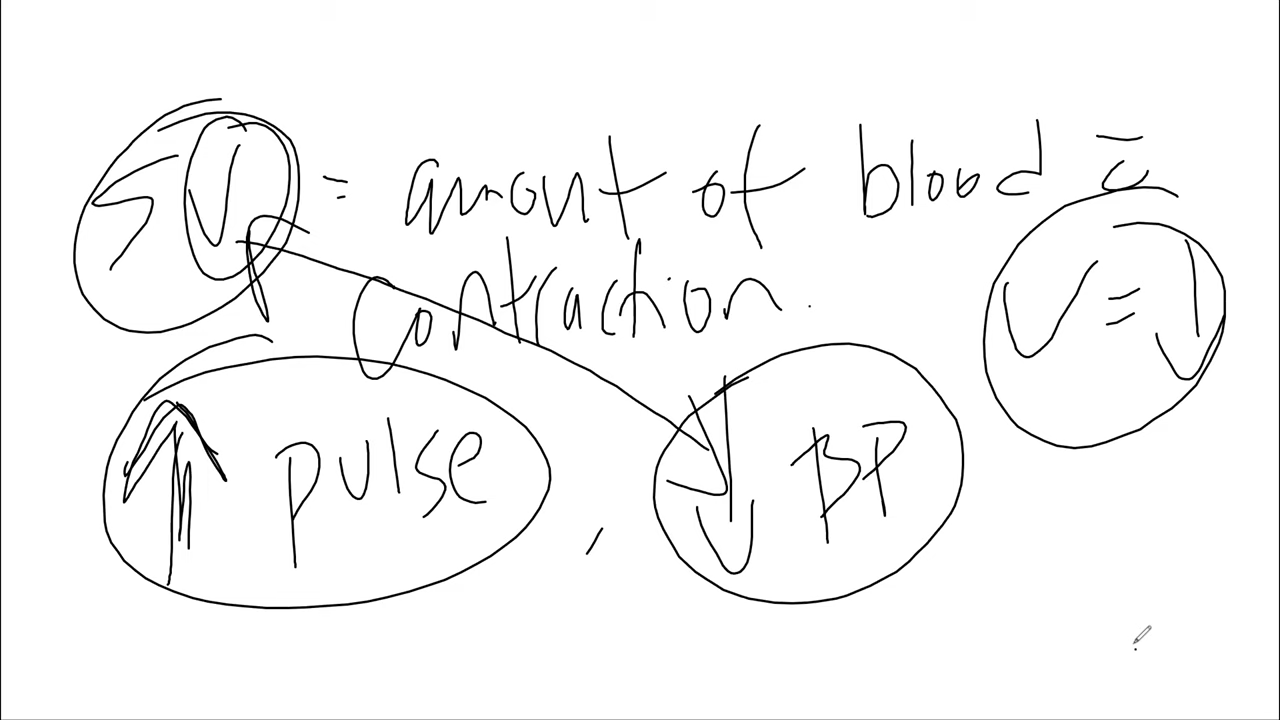 SV = amount of blood c̄
contraction.
↑ pulse, ↓ BP